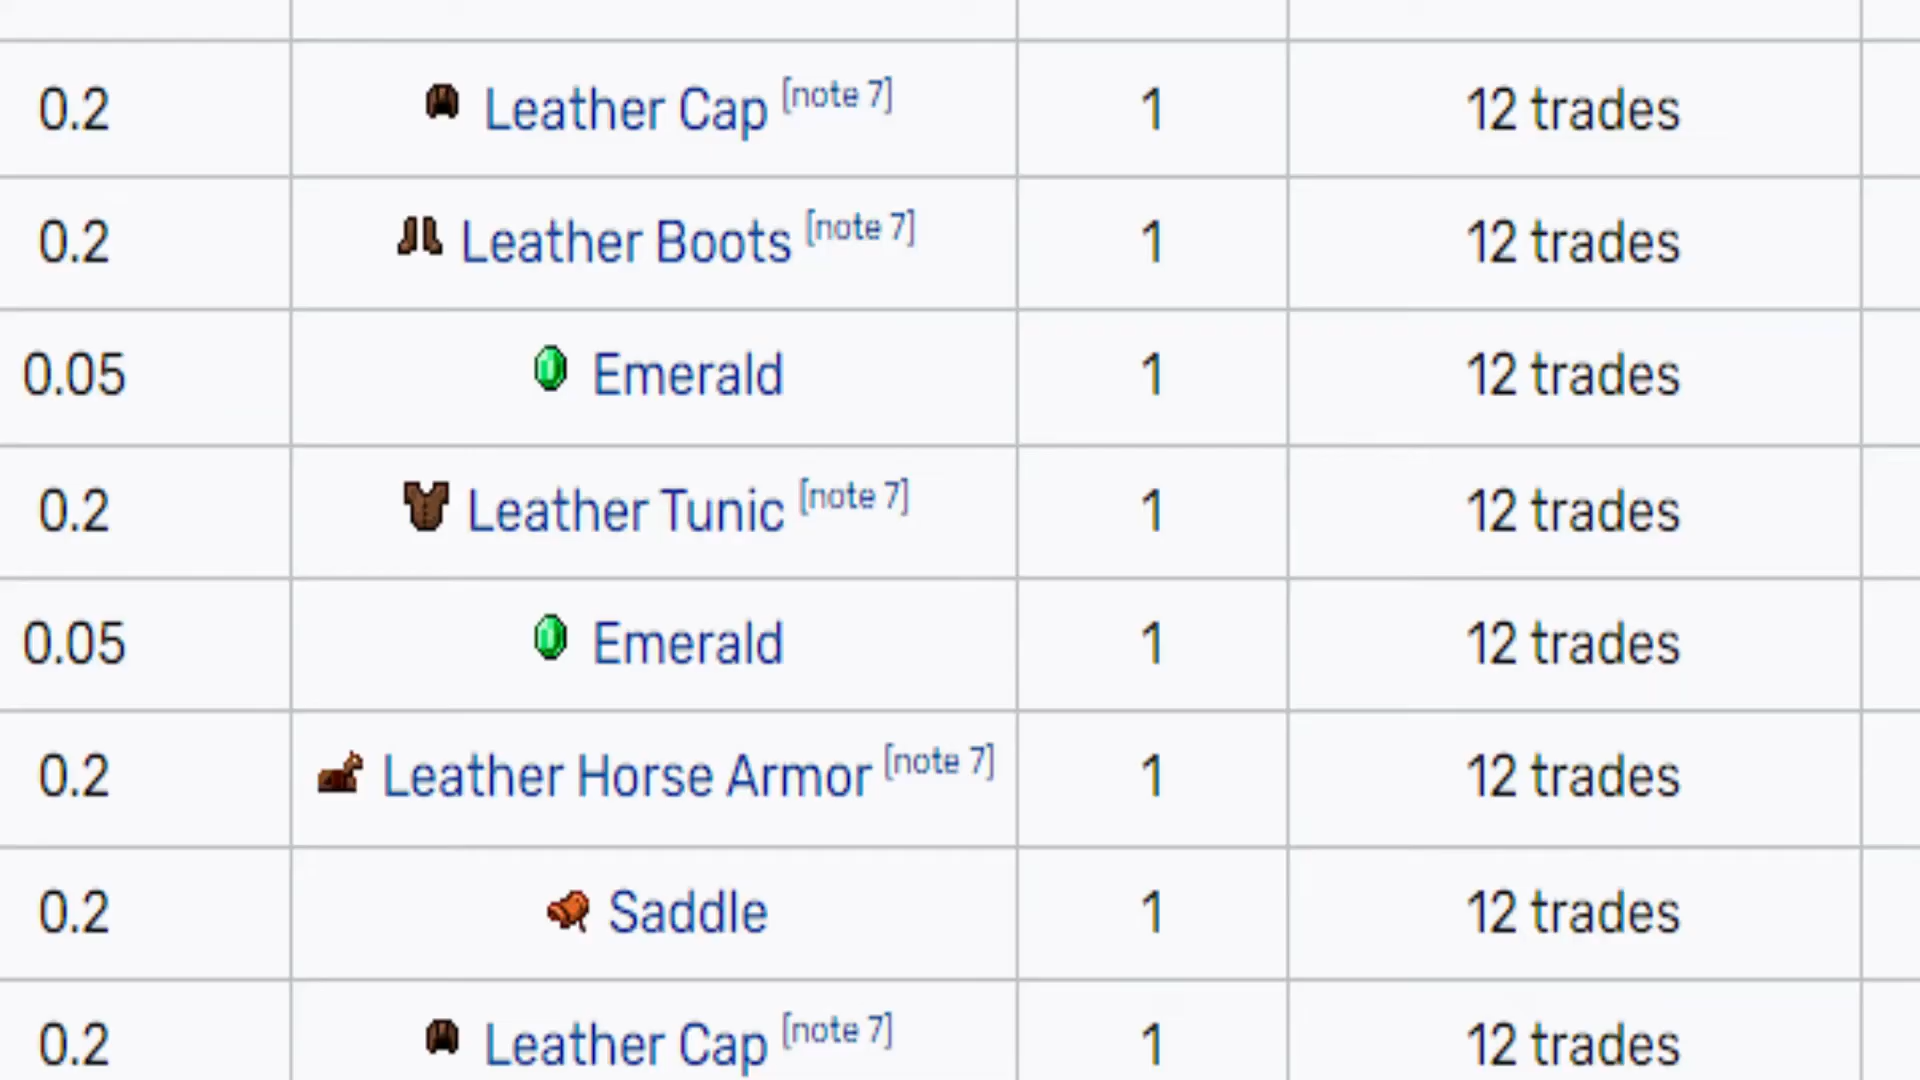 0.2 Leather Cap [note 7] 1 12 trades
0.2 Leather Boots [note 7] 1 12 trades
0.05 Emerald 1 12 trades
0.2 Leather Tunic [note 7] 1 12 trades
0.05 Emerald 1 12 trades
0.2 Leather Horse Armor [note 7] 1 12 trades
0.2 Saddle 1 12 trades
0.2 Leather Cap [note 7] 1 12 trades